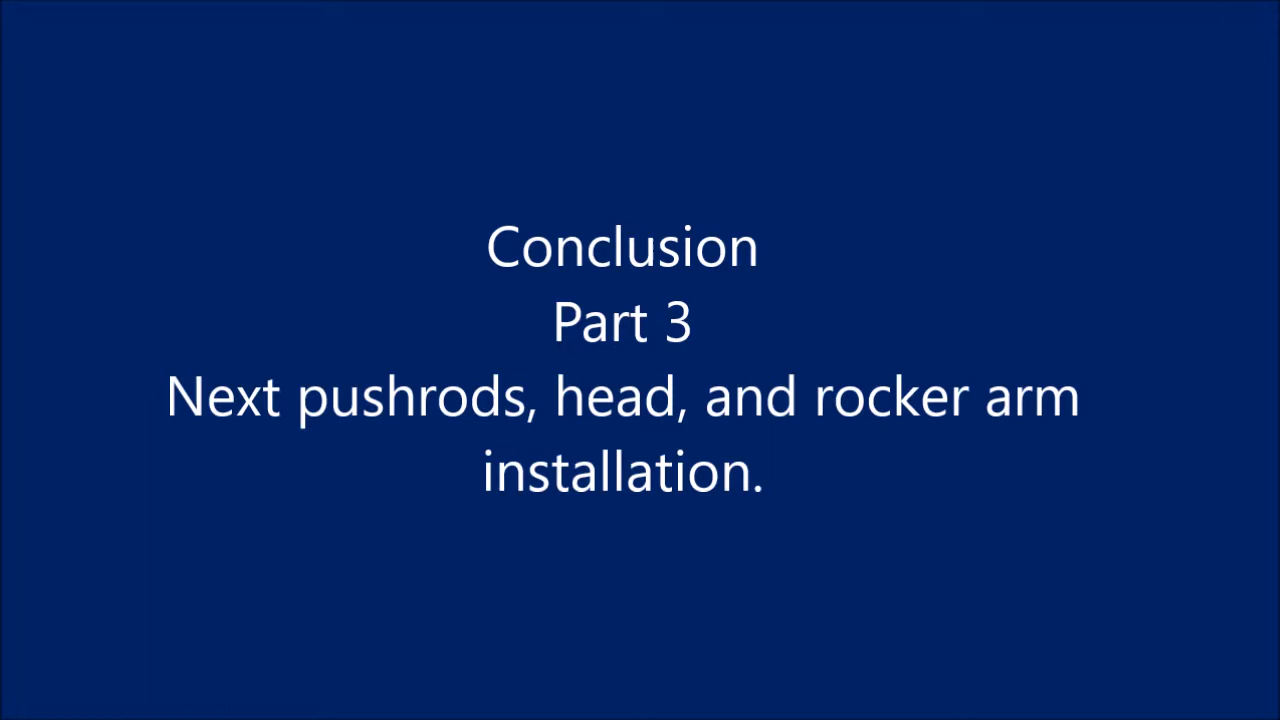 Conclusion
Part 3
Next pushrods, head, and rocker arm
installation.